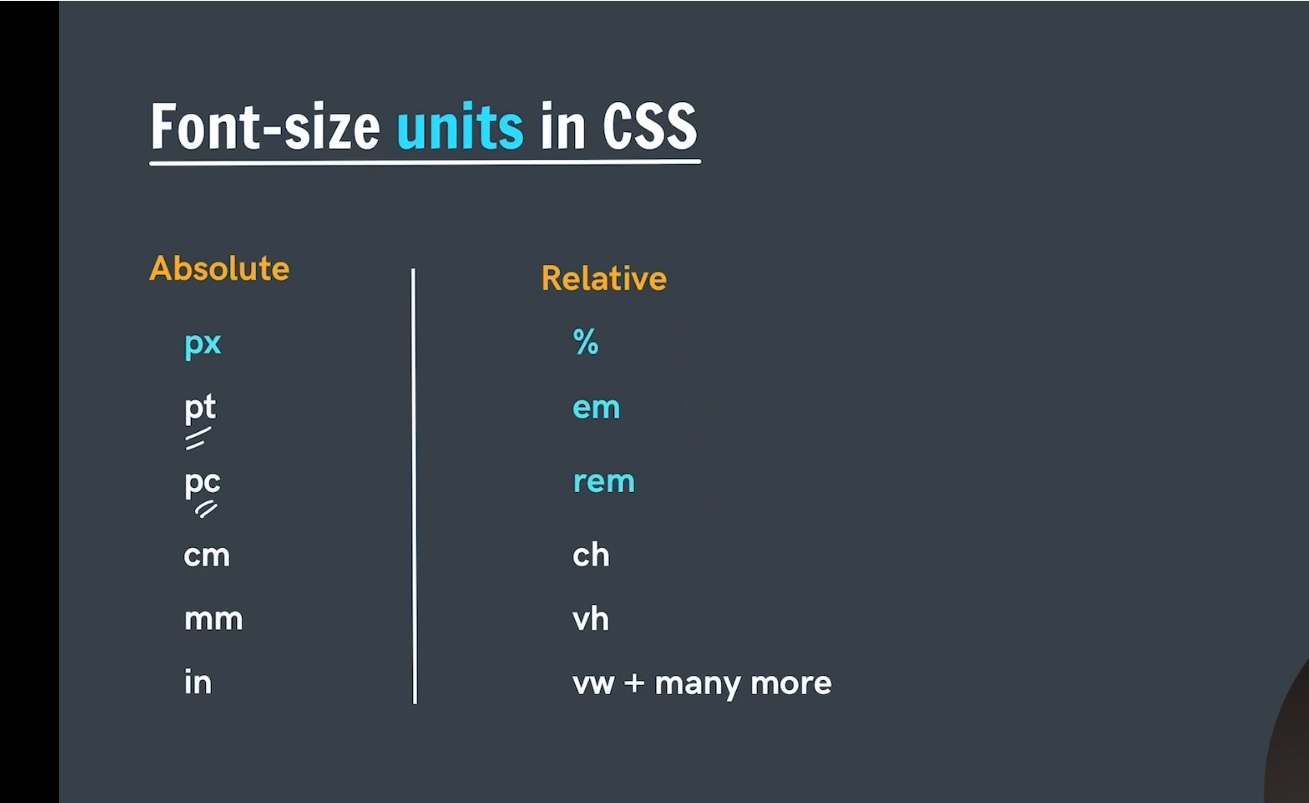 Font-size units in CSS
Absolute
px
pt
pc
cm
mm
in
Relative
%
em
rem
ch
vh
vw + many more